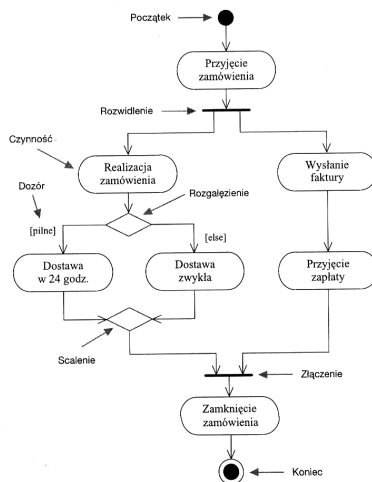 Początek
Przyjęcie
zamówienia
Rozwidlenie
Czynność
Realizacja
zamówienia
Wysłanie
faktury
Dozór
Rozgałęzienie
[pilne]
[else]
Dostawa
w 24 godz.
Dostawa
zwykła
Przyjęcie
zapłaty
Scalenie
Złączenie
Zamknięcie
zamówienia
Koniec